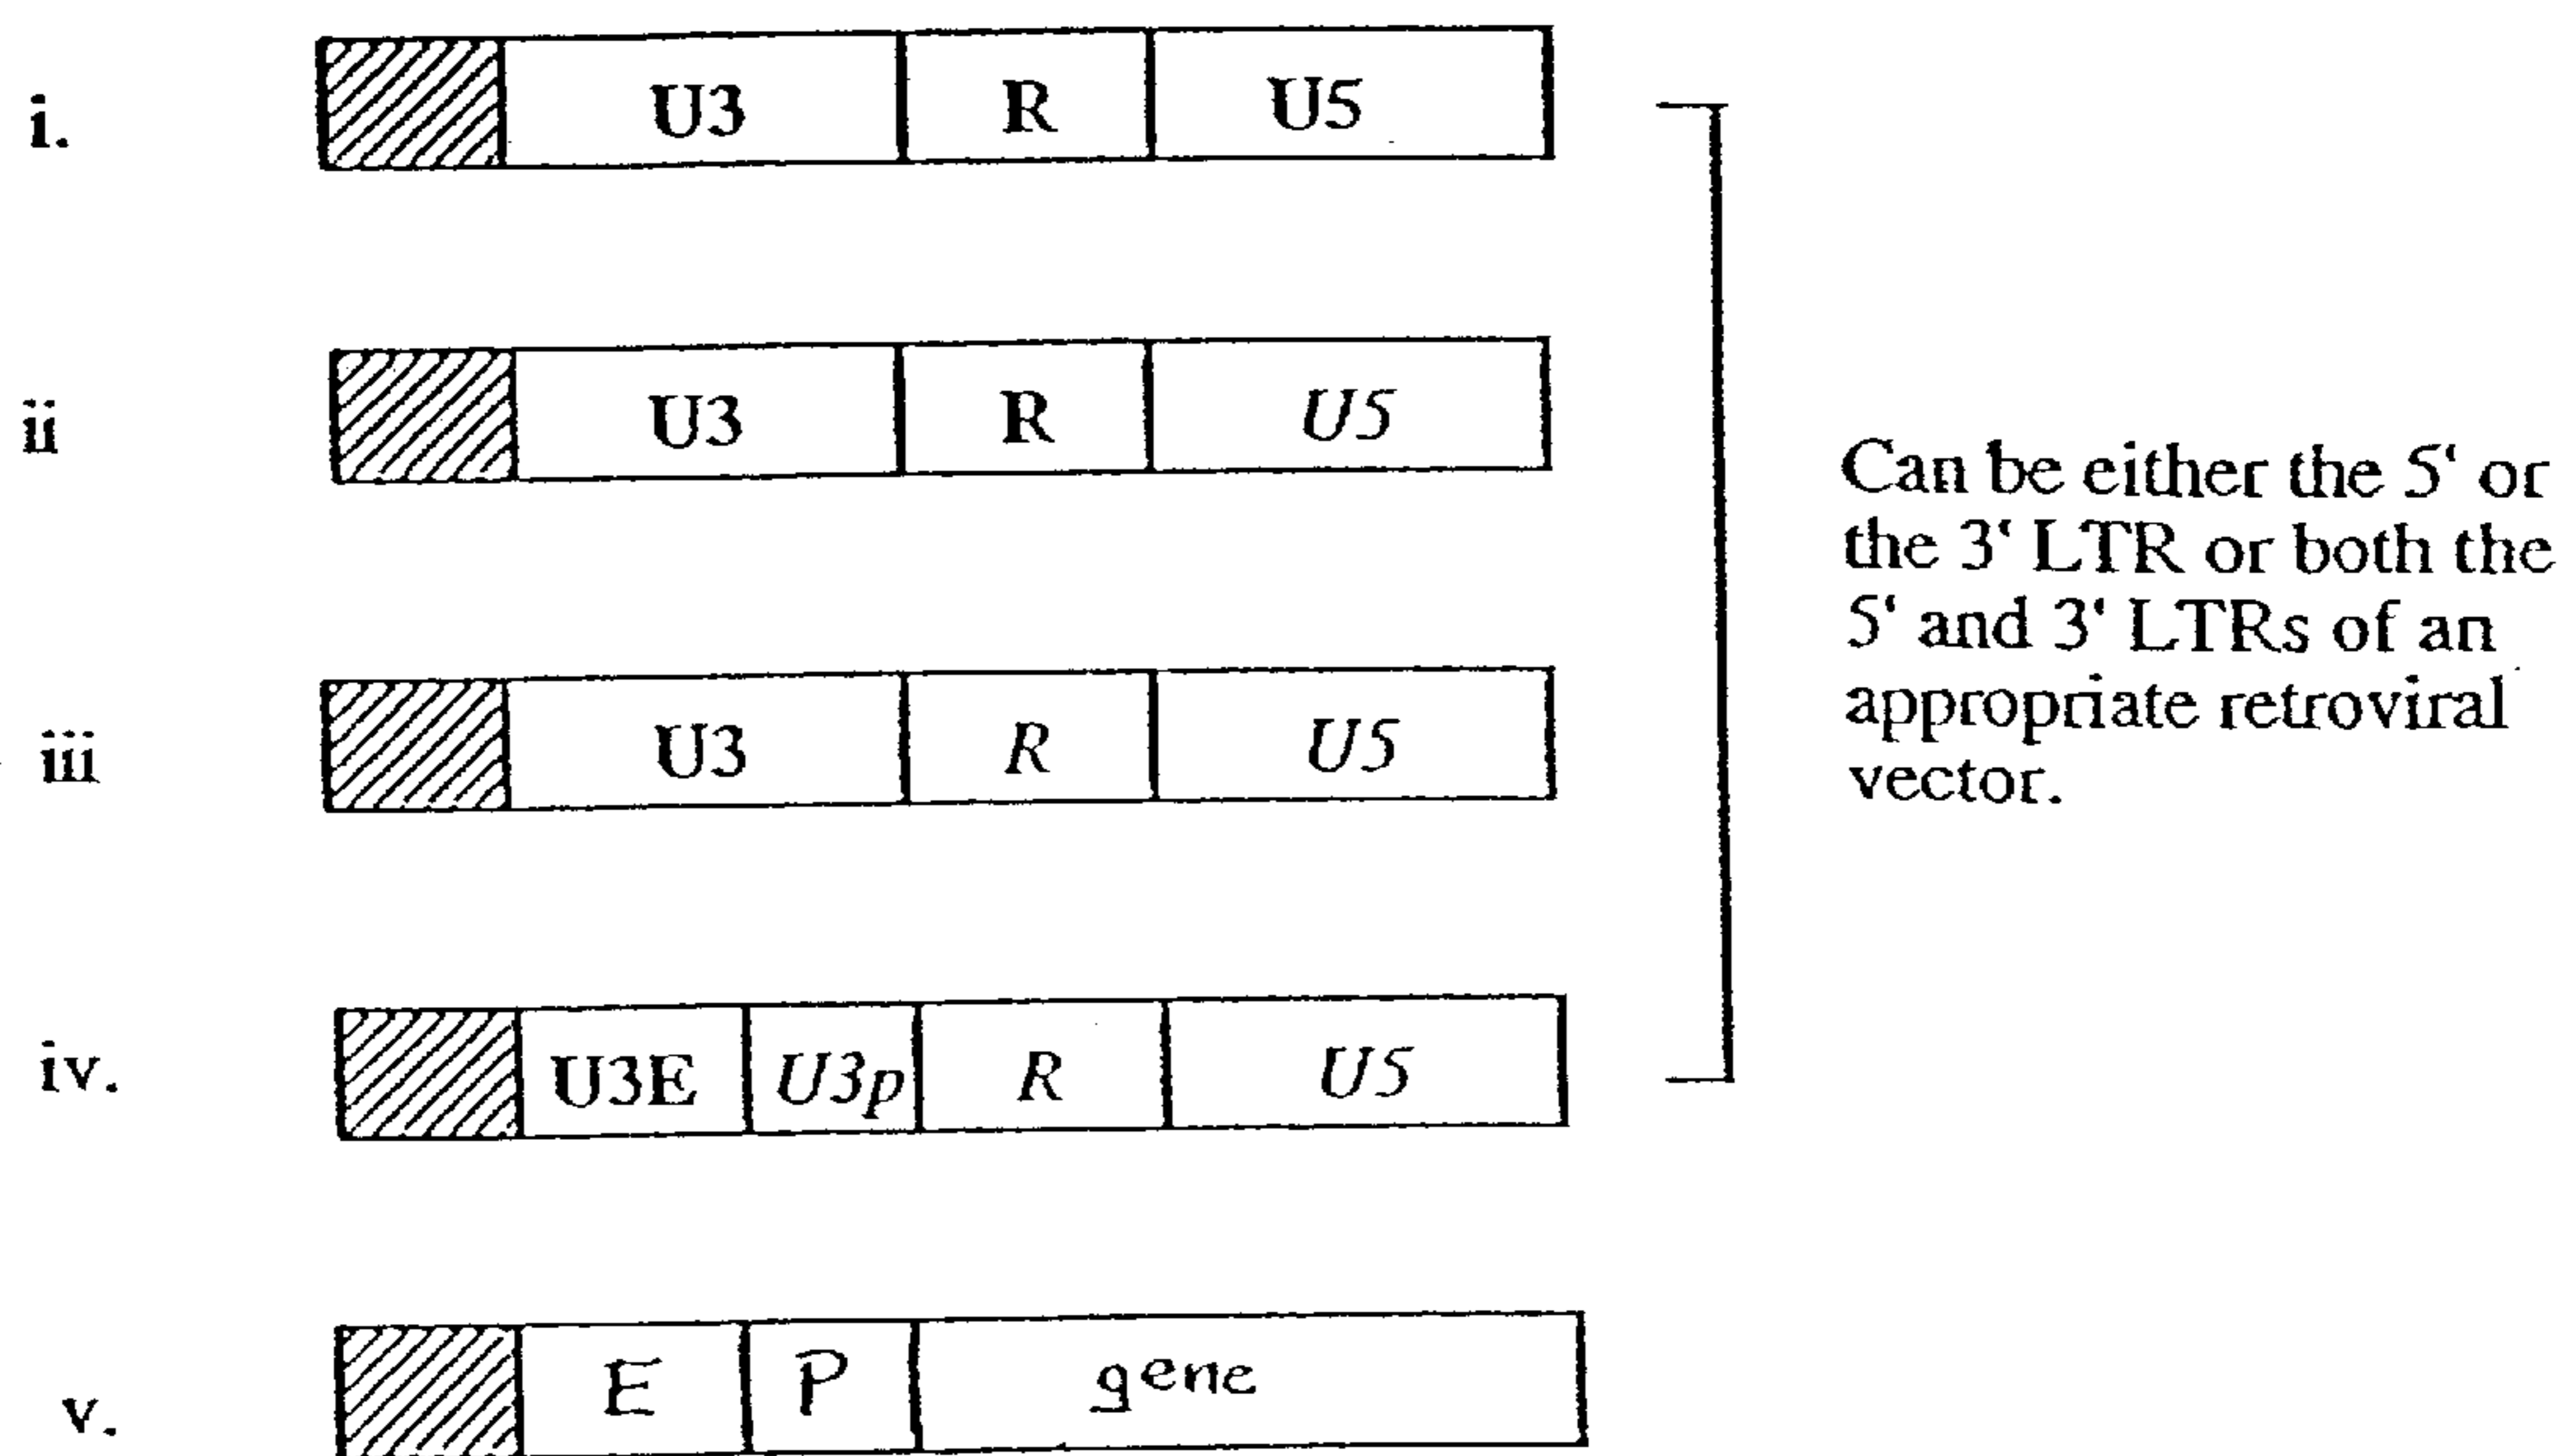 i. U3 R U5
ii U3 R U5
iii U3 R U5
iv. U3E U3p R U5
v. E P gene
Can be either the 5‘ or
the 3‘ LTR or both the
5‘ and 3‘ LTRs of an
appropriate retroviral
vector.